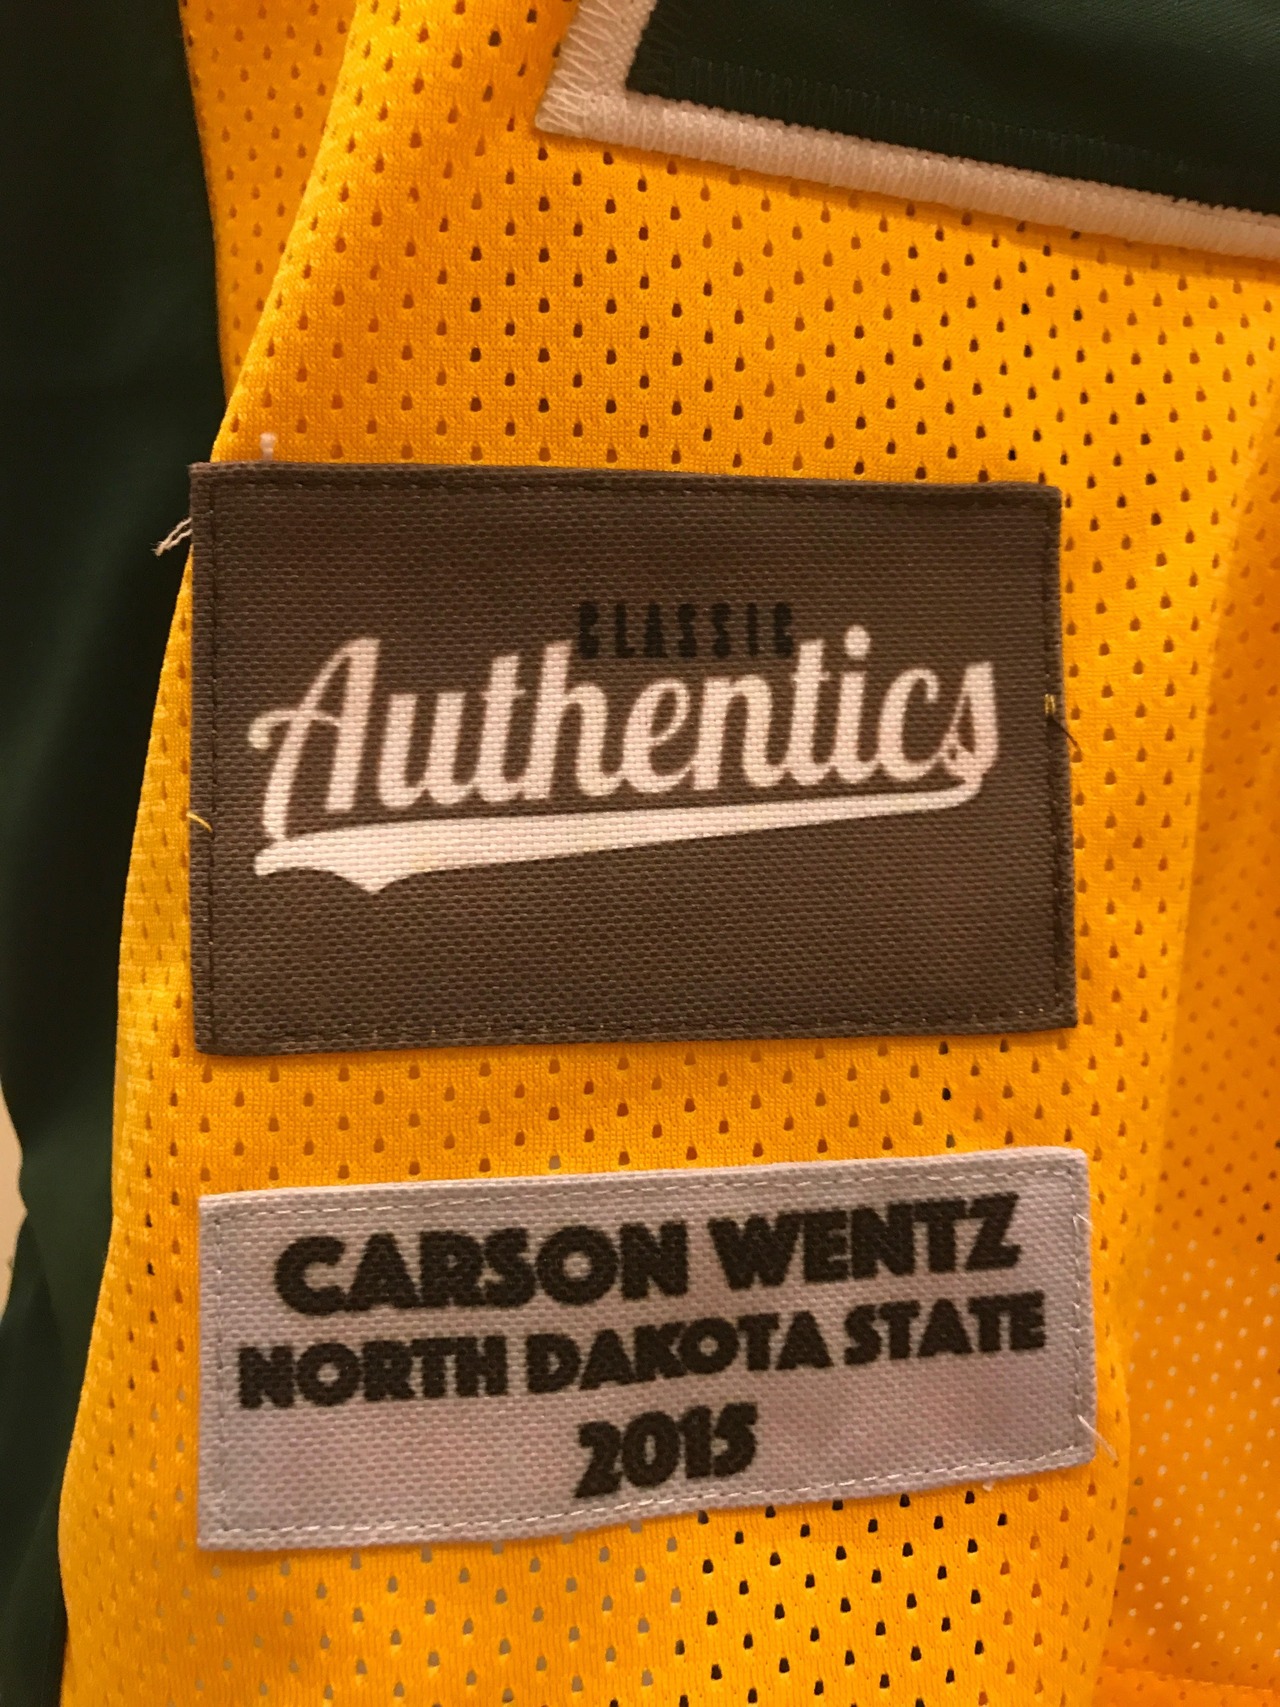 CLASSIC
Authentics
CARSON WENTZ
NORTH DAKOTA STATE
2015